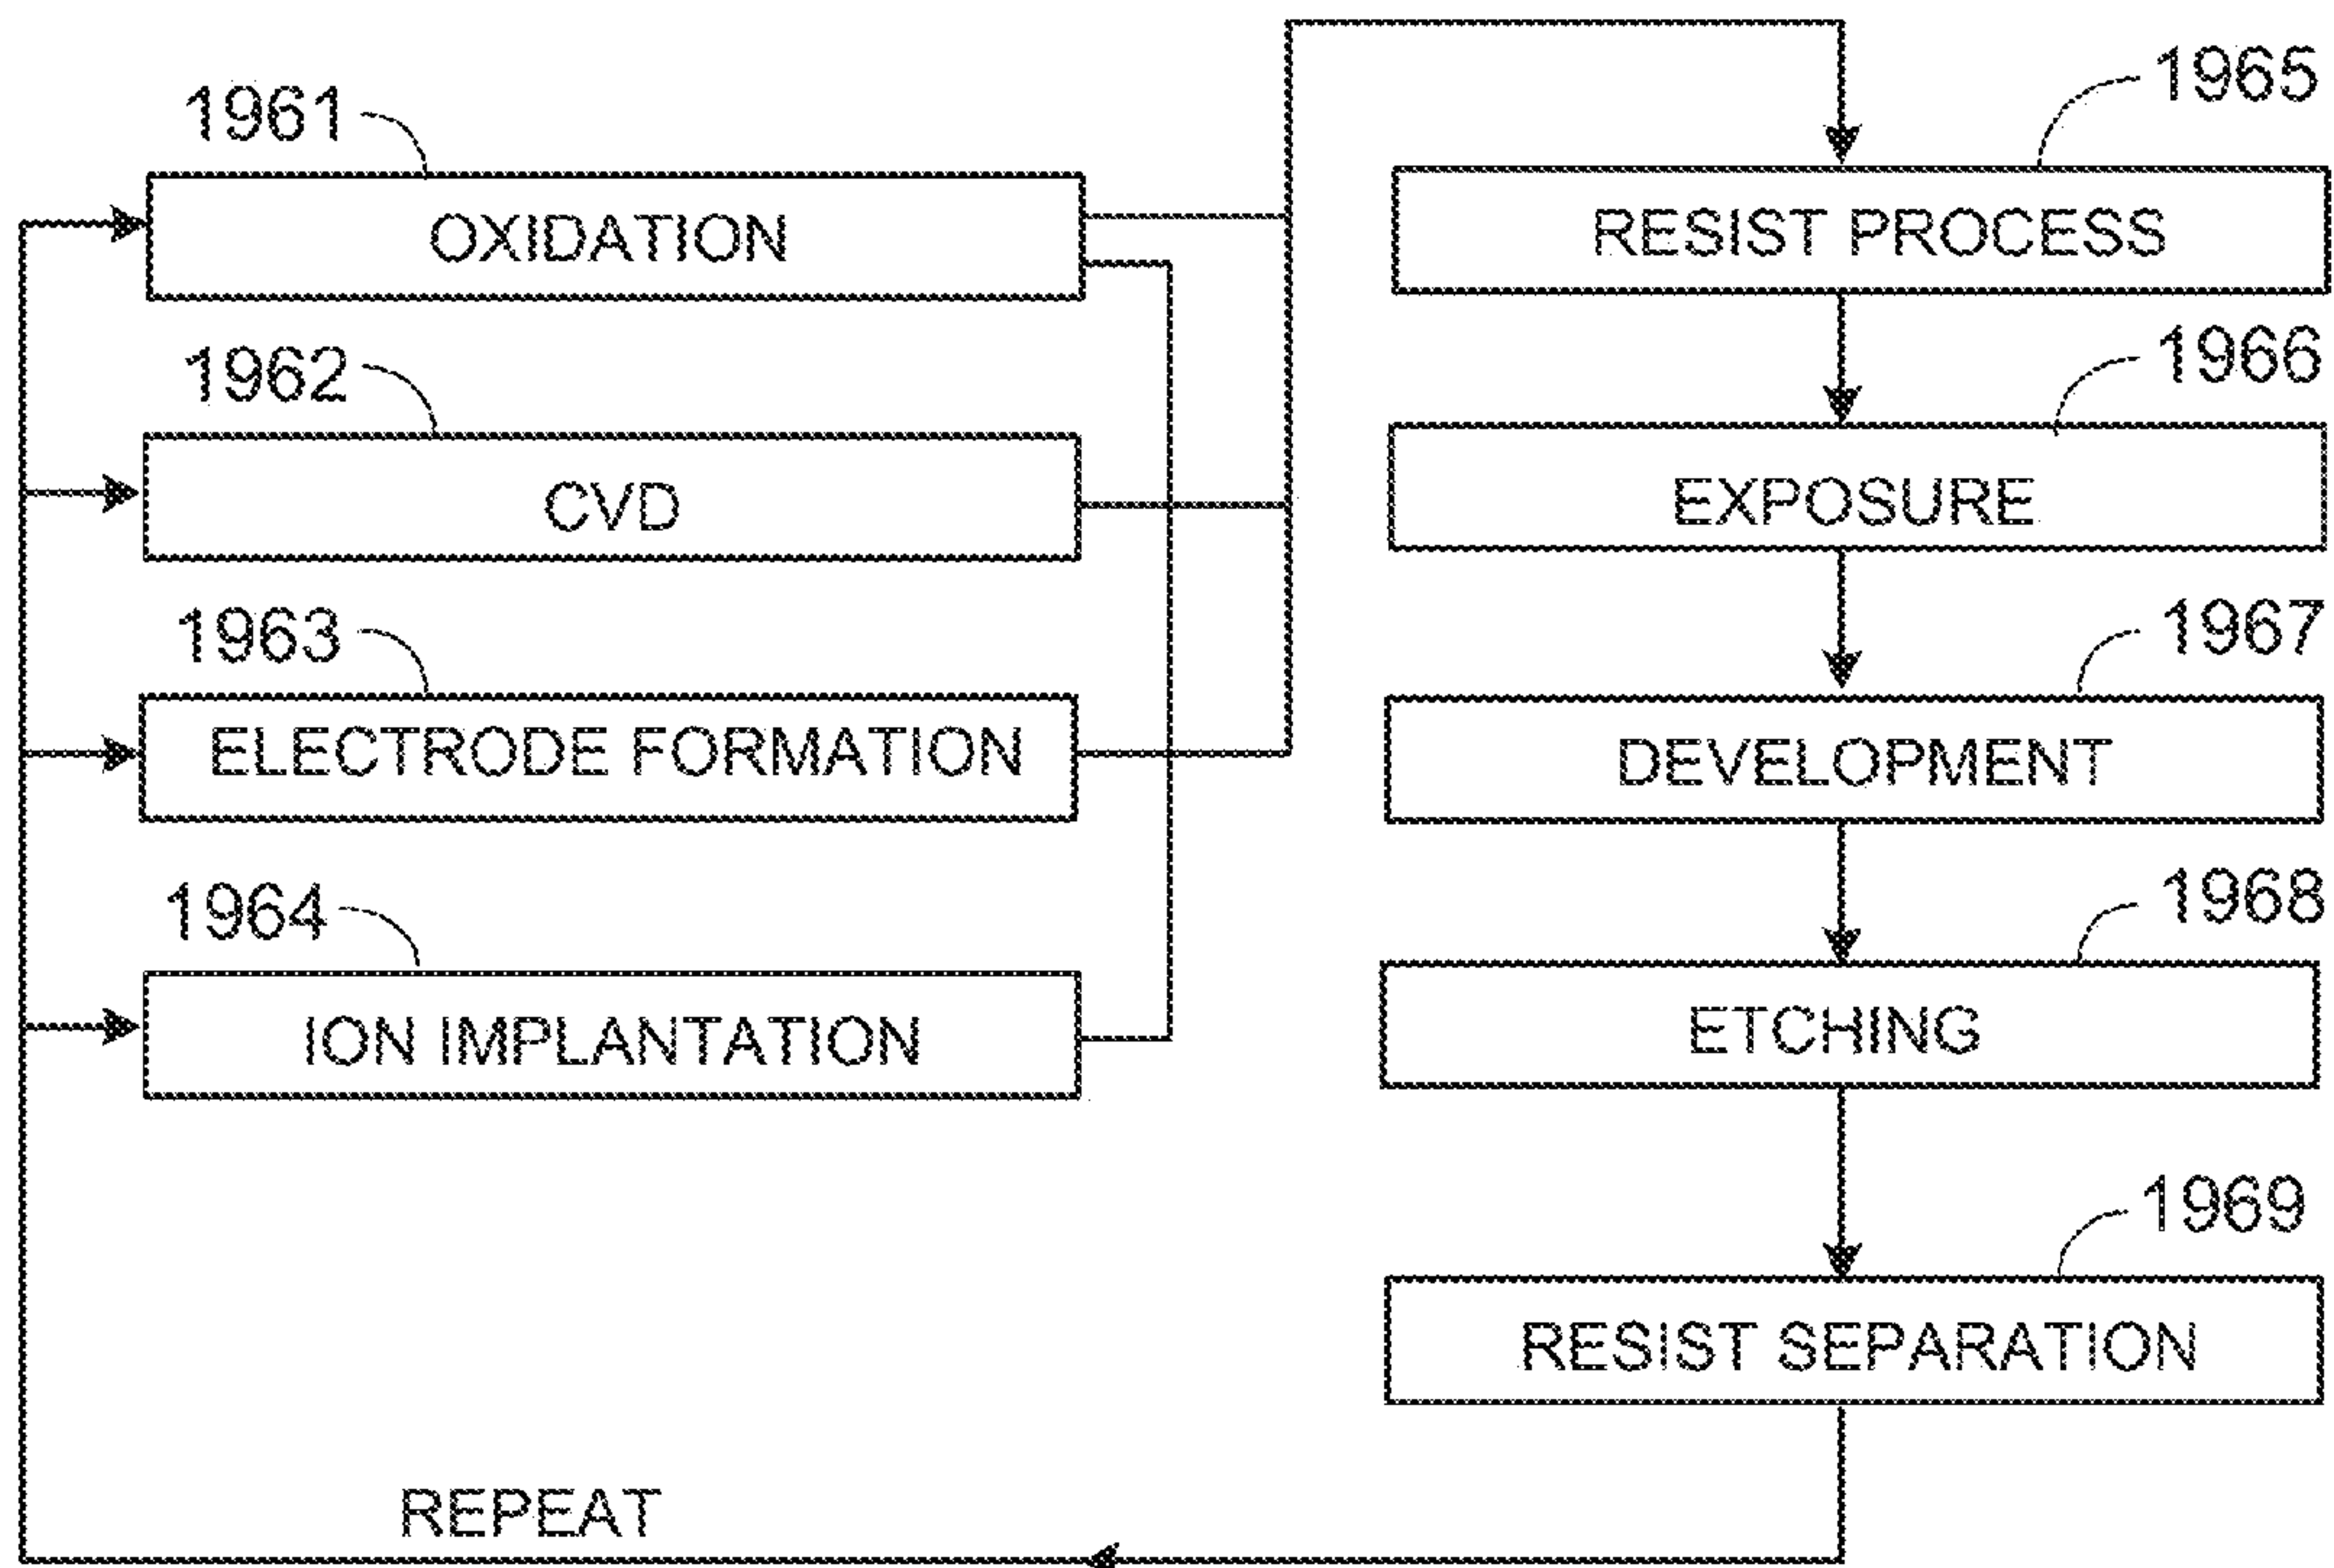 1961
OXIDATION
1962
CVD
1963
ELECTRODE FORMATION
1964
ION IMPLANTATION
1965
RESIST PROCESS
1966
EXPOSURE
1967
DEVELOPMENT
1968
ETCHING
1969
RESIST SEPARATION
REPEAT